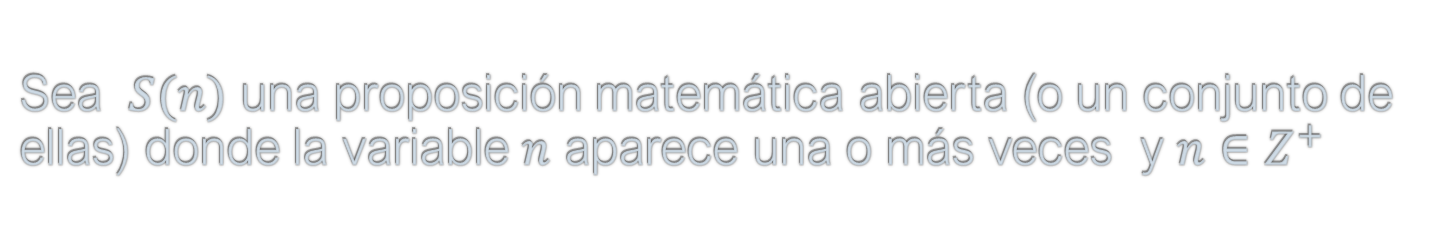 Sea 𝑆(𝑛) una proposición matemática abierta (o un conjunto de
ellas) donde la variable 𝑛 aparece una o más veces y 𝑛 ∈ 𝑍⁺